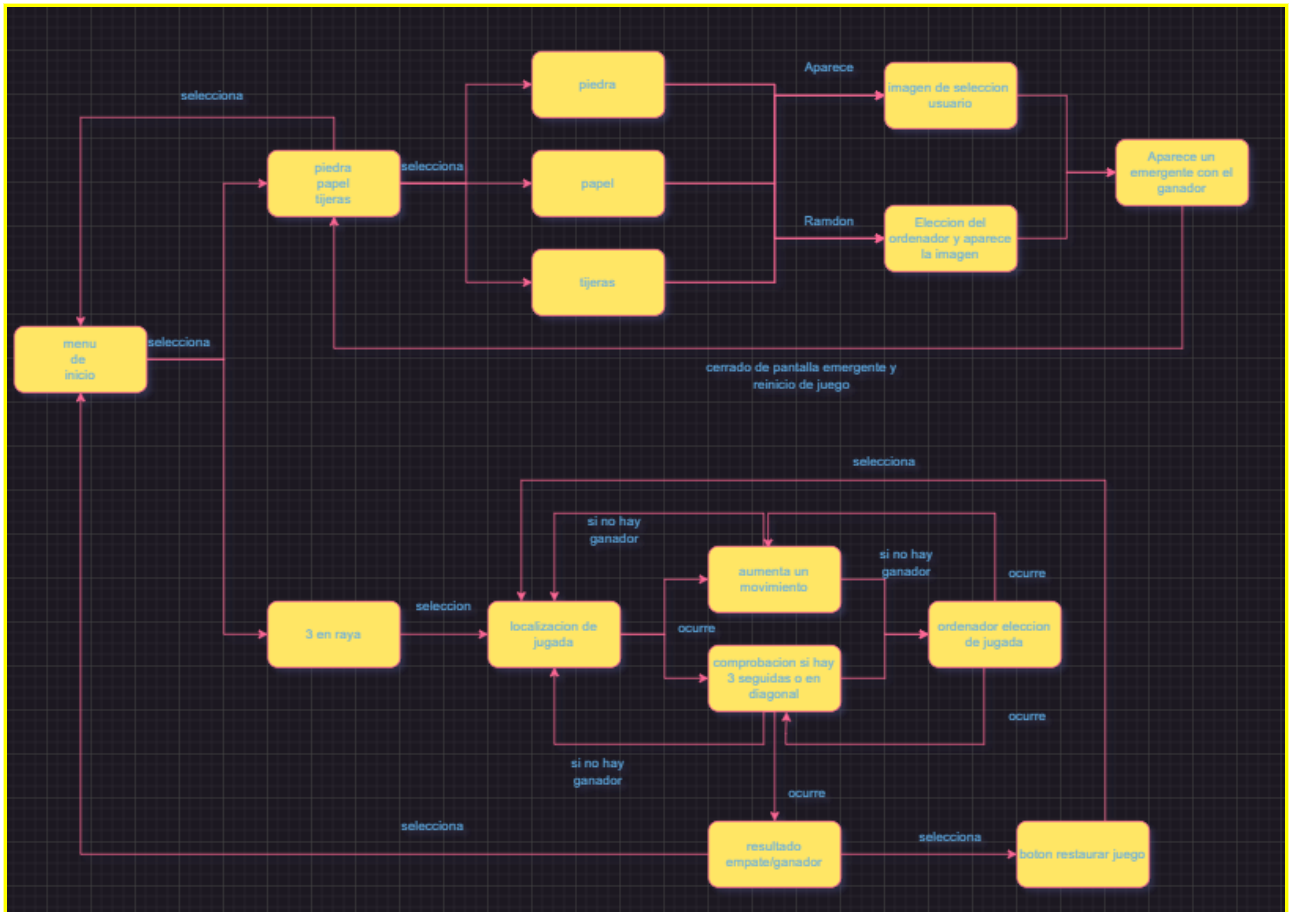 piedra
Aparece
imagen de seleccion
usuario
selecciona
piedra
papel
tijeras
selecciona
papel
Aparece un
emergente con el
ganador
Ramdon
Eleccion del
ordenador y aparece
la imagen
tijeras
menu
de
inicio
selecciona
cerrado de pantalla emergente y
reinicio de juego
selecciona
si no hay
ganador
aumenta un
movimiento
si no hay
ganador
ocurre
3 en raya
seleccion
localizacion de
jugada
ocurre
ordenador eleccion
de jugada
comprobacion si hay
3 seguidas o en
diagonal
ocurre
si no hay
ganador
ocurre
selecciona
resultado
empate/ganador
selecciona
boton restaurar juego